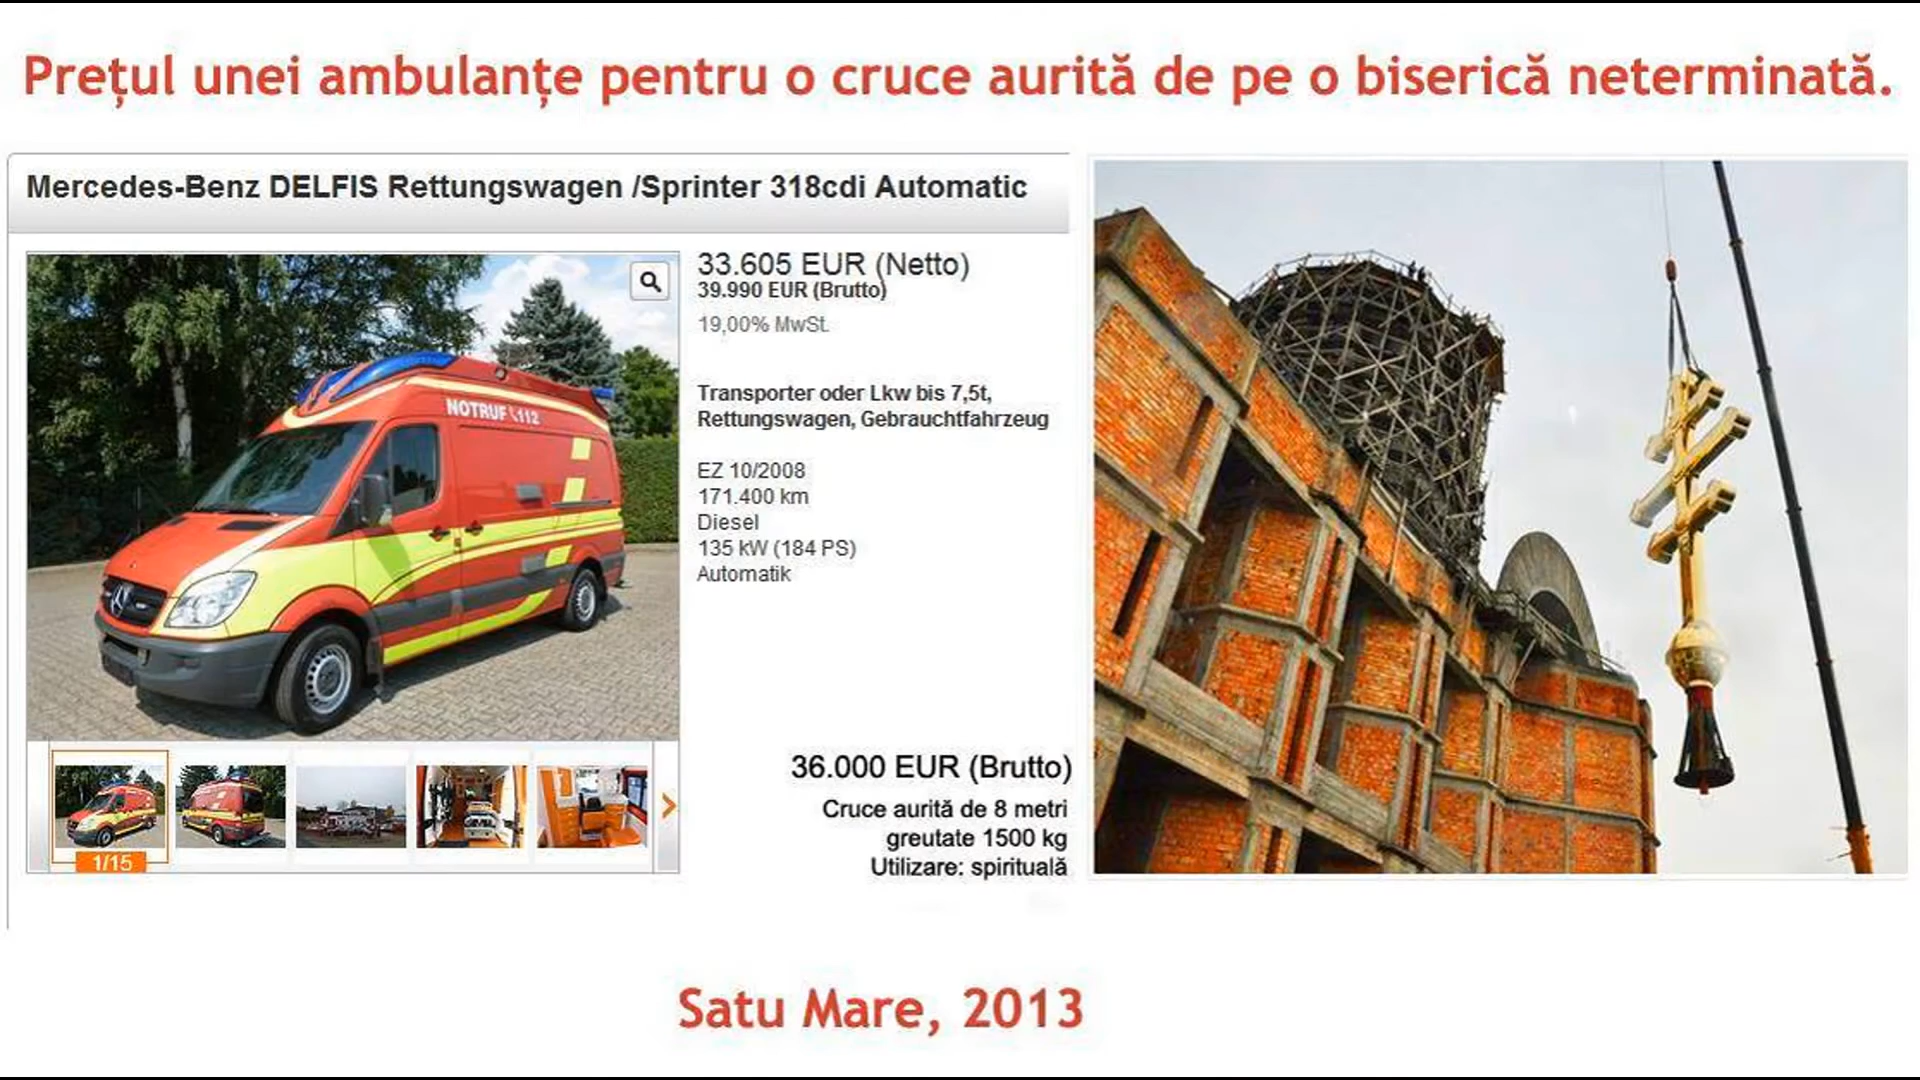 Prețul unei ambulanțe pentru o cruce aurită de pe o biserică neterminată.
Mercedes-Benz DELFIS Rettungswagen /Sprinter 318cdi Automatic
NOTRUF 112
33.605 EUR (Netto)
39.990 EUR (Brutto)
19,00% MwSt.
Transporter oder Lkw bis 7,5t,
Rettungswagen, Gebrauchtfahrzeug
EZ 10/2008
171.400 km
Diesel
135 kW (184 PS)
Automatik
1/15
36.000 EUR (Brutto)
Cruce aurită de 8 metri
greutate 1500 kg
Utilizare: spirituală
Satu Mare, 2013